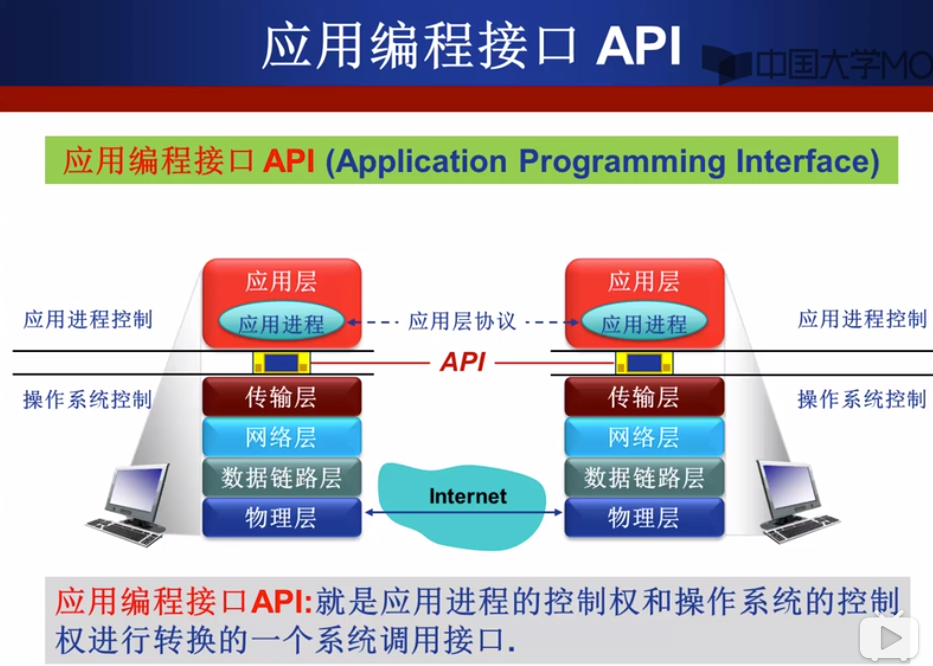 应用编程接口 API
中国大学MO
应用编程接口 API (Application Programming Interface)
应用层
应用层
应用进程控制
应用进程
应用层协议
应用进程
应用进程控制
API
操作系统控制
传输层
传输层
操作系统控制
网络层
网络层
数据链路层
Internet
数据链路层
物理层
物理层
应用编程接口API:就是应用进程的控制权和操作系统的控制
权进行转换的一个系统调用接口.